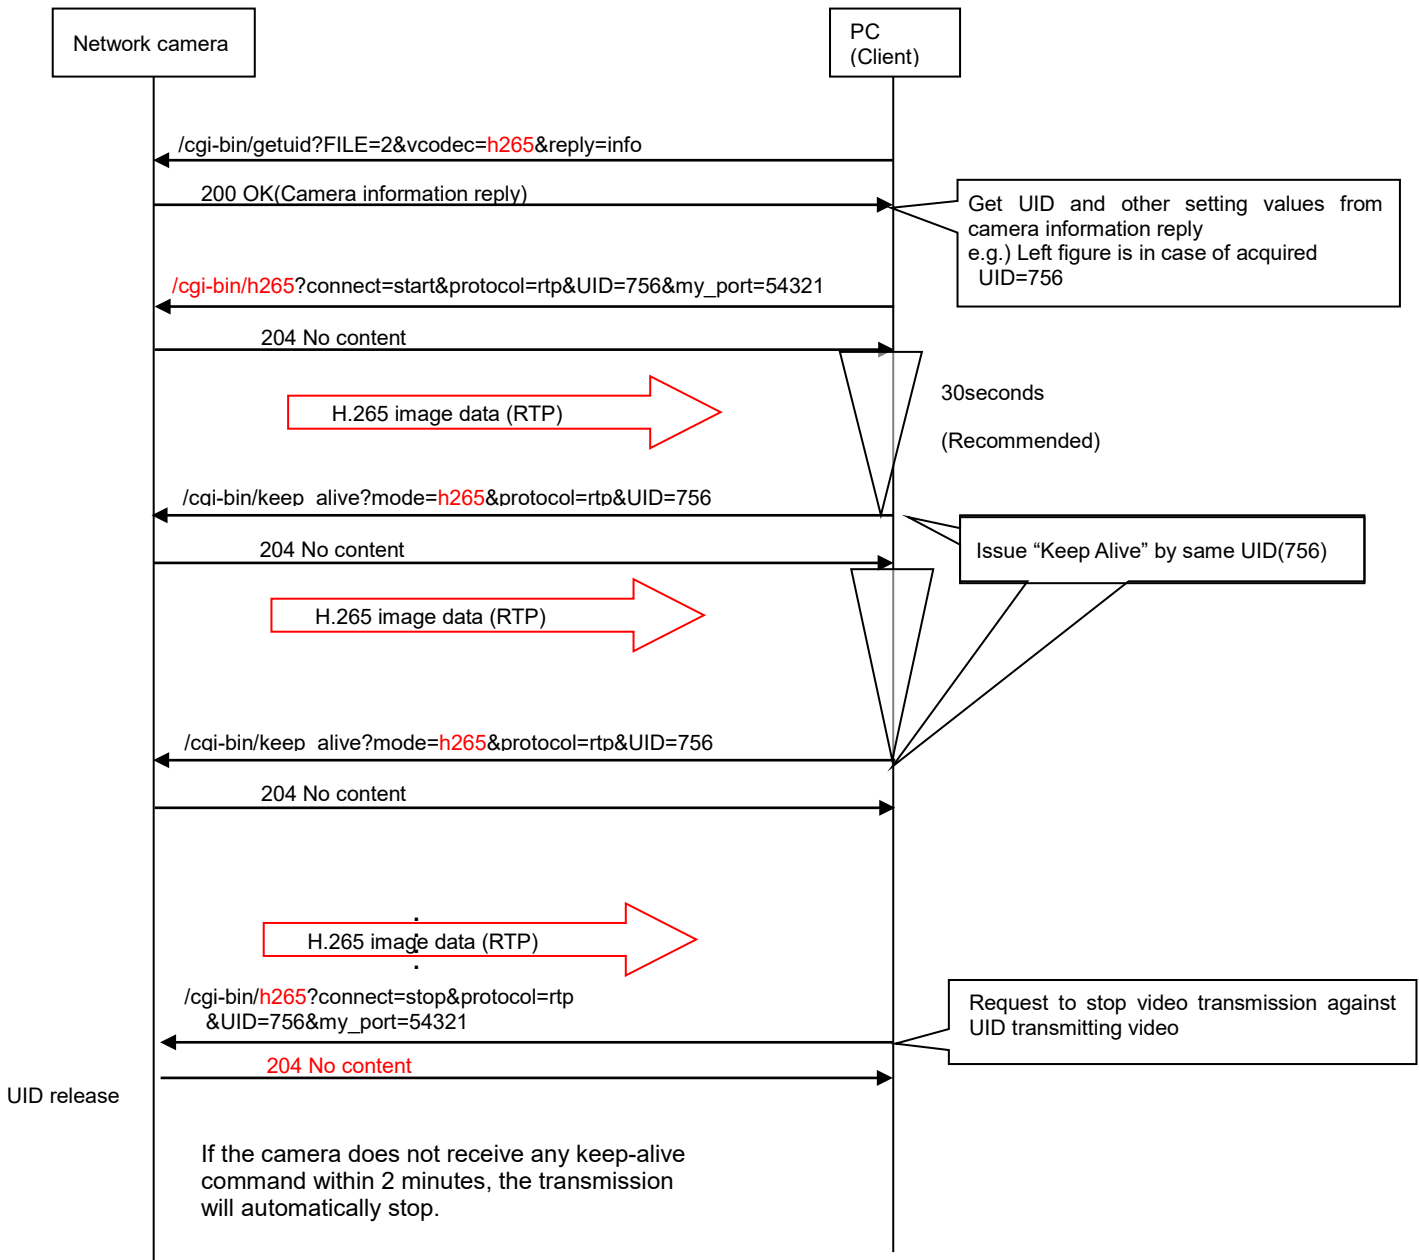 Network camera
PC
(Client)
/cgi-bin/getuid?FILE=2&vcodec=h265&reply=info
200 OK(Camera information reply)
Get UID and other setting values from
camera information reply
e.g.) Left figure is in case of acquired
UID=756
/cgi-bin/h265?connect=start&protocol=rtp&UID=756&my_port=54321
204 No content
H.265 image data (RTP)
30seconds
(Recommended)
/cgi-bin/keep_alive?mode=h265&protocol=rtp&UID=756
Issue “Keep Alive” by same UID(756)
204 No content
H.265 image data (RTP)
/cgi-bin/keep_alive?mode=h265&protocol=rtp&UID=756
204 No content
H.265 image data (RTP)
/cgi-bin/h265?connect=stop&protocol=rtp
&UID=756&my_port=54321
Request to stop video transmission against
UID transmitting video
204 No content
UID release
If the camera does not receive any keep-alive
command within 2 minutes, the transmission
will automatically stop.